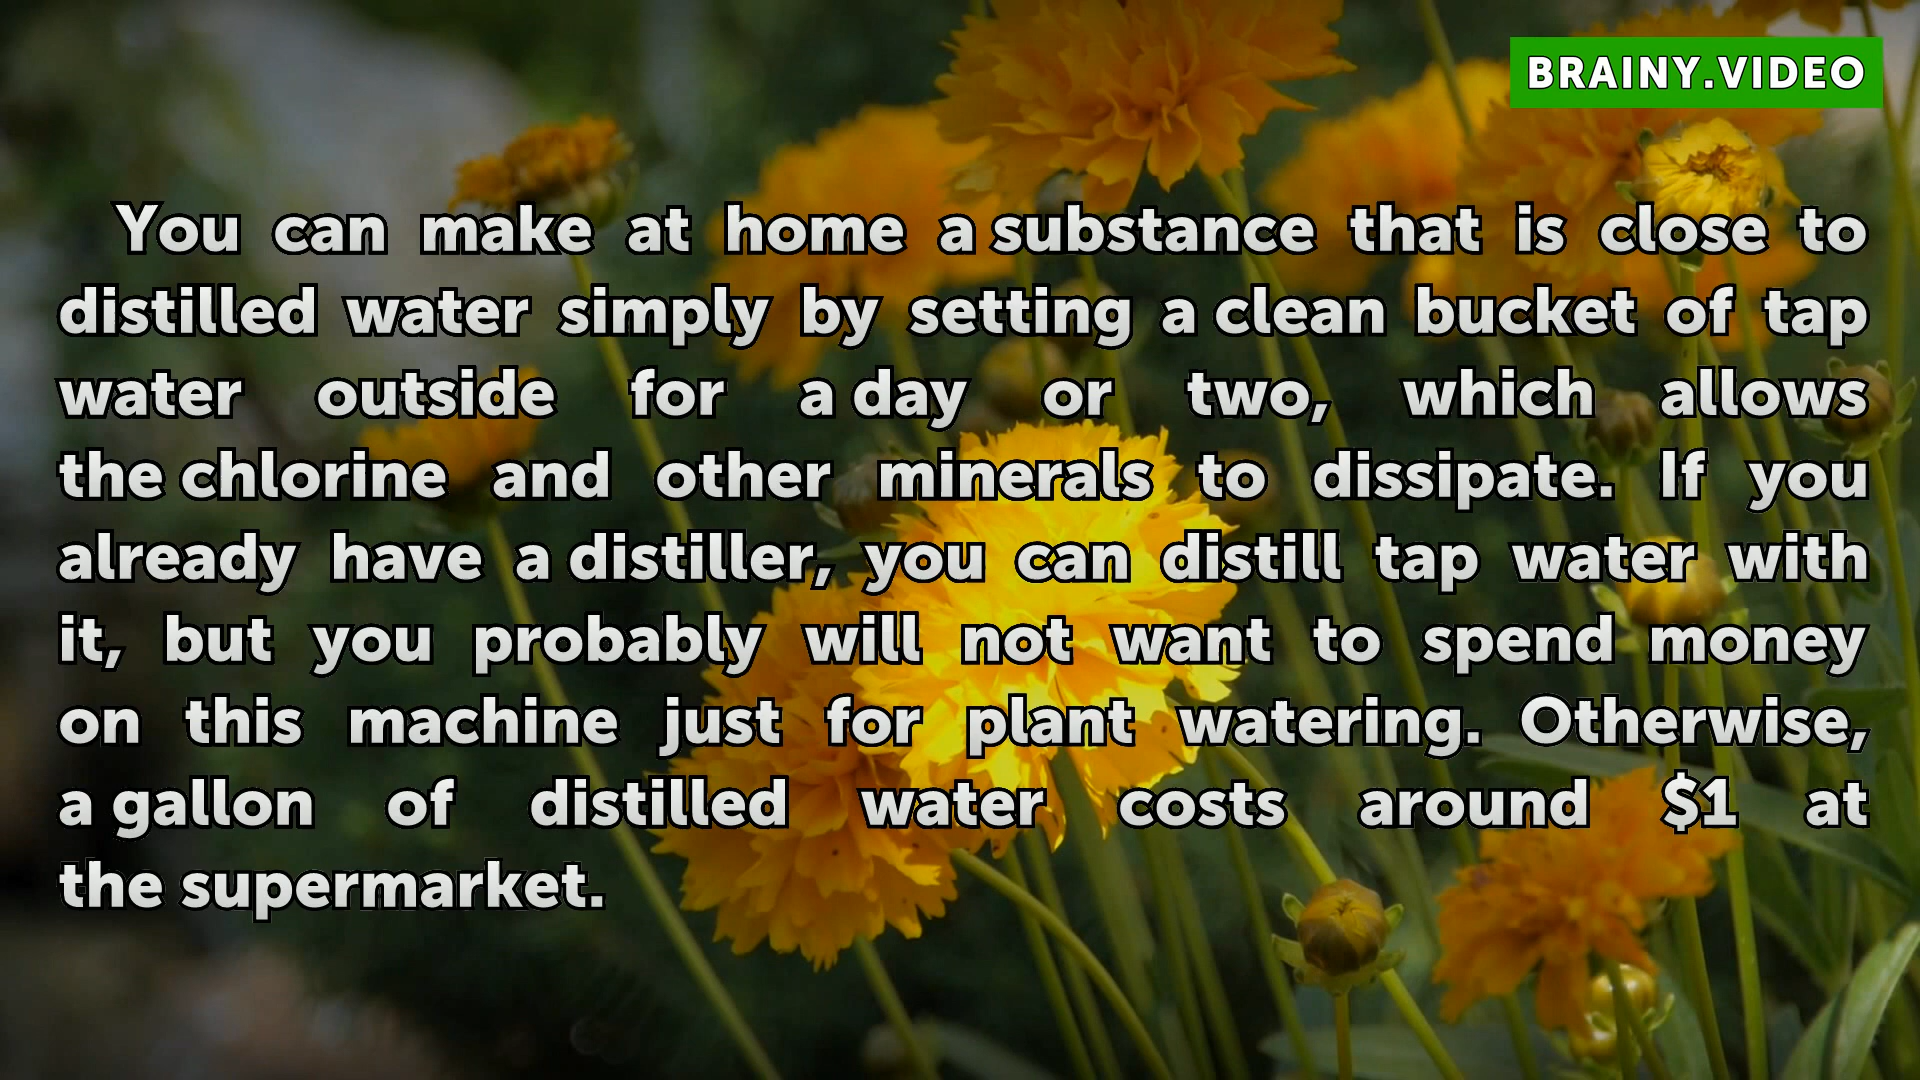 BRAINY.VIDEO
You can make at home a substance that is close to
distilled water simply by setting a clean bucket of tap
water outside for a day or two, which allows
the chlorine and other minerals to dissipate. If you
already have a distiller, you can distill tap water with
it, but you probably will not want to spend money
on this machine just for plant watering. Otherwise,
a gallon of distilled water costs around $1 at
the supermarket.